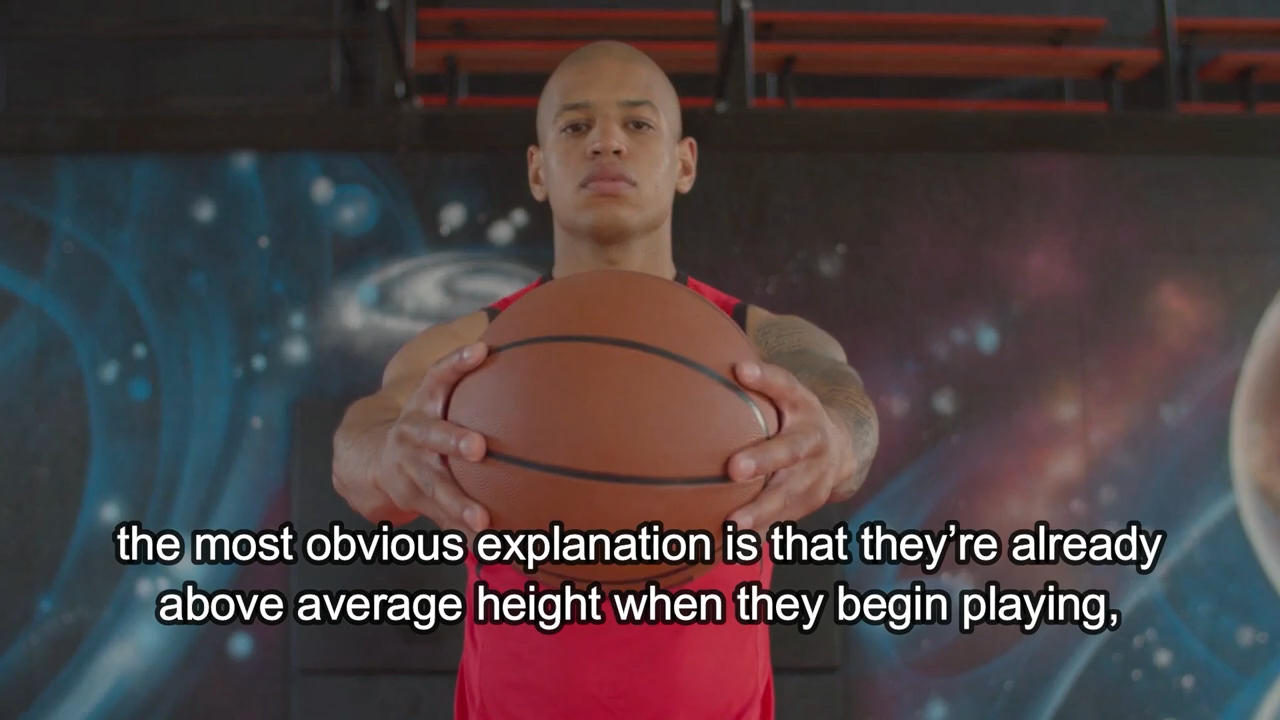 the most obvious explanation is that they’re already
above average height when they begin playing,